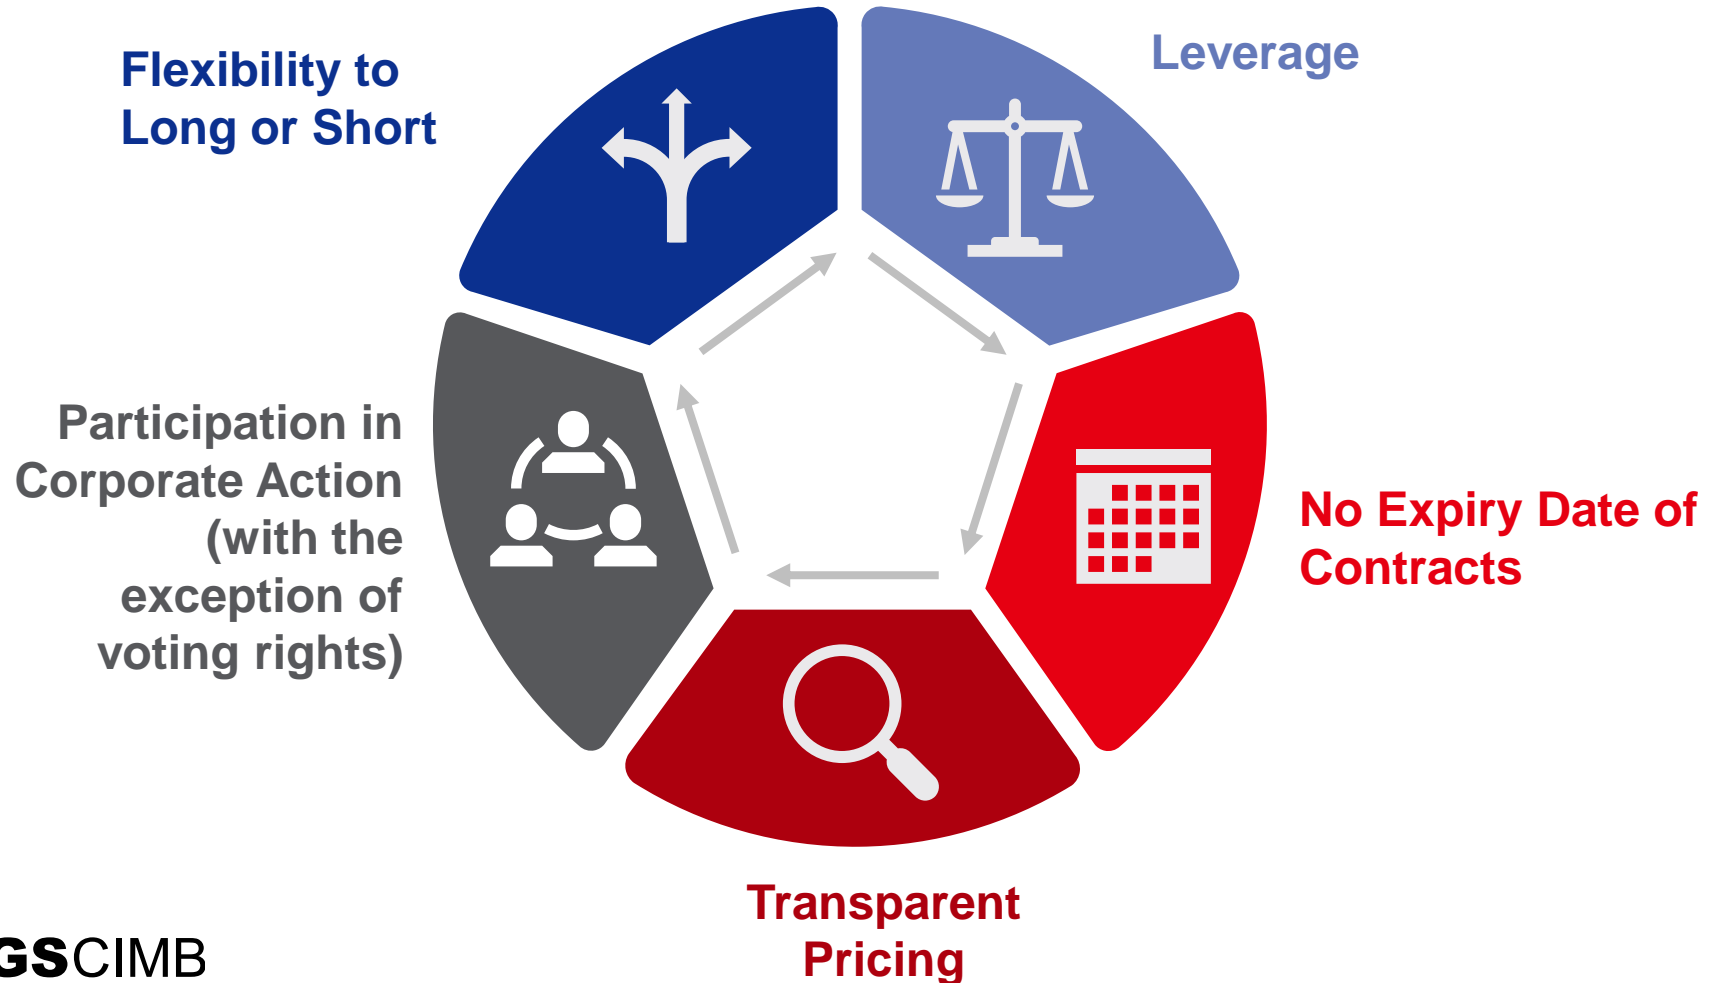 Flexibility to
Long or Short
Leverage
Participation in
Corporate Action
(with the
exception of
voting rights)
No Expiry Date of
Contracts
Transparent
Pricing
GSCIMB